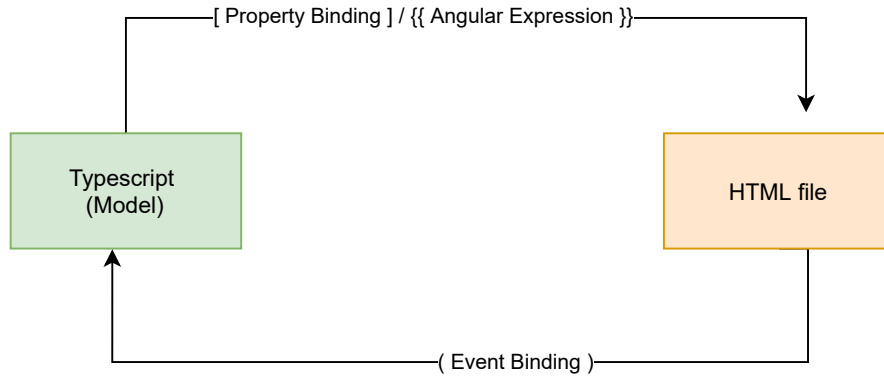 [ Property Binding ] / {{ Angular Expression }}
Typescript
(Model)
HTML file
( Event Binding )